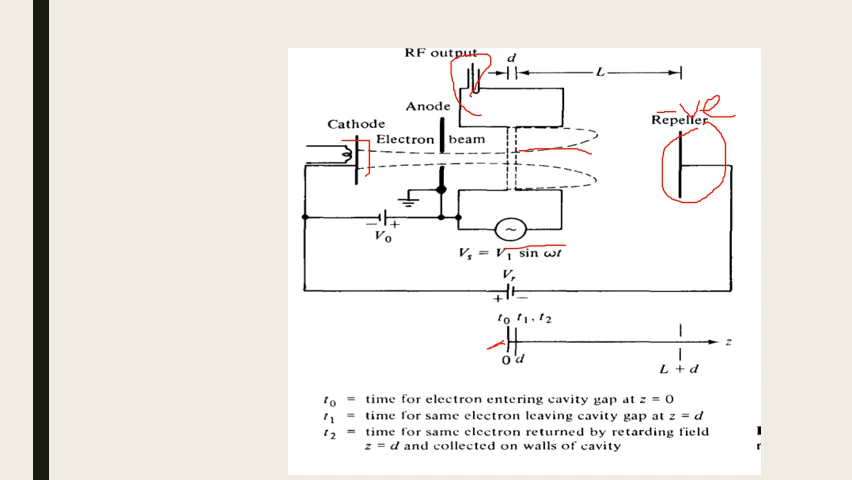 RF output
d
L
Anode
-ve
Cathode
Repeller
Electron beam
− +
V₀
~
Vₛ = V₁ sin ωt
Vᵣ
+ −
t₀ t₁, t₂
z
0 d
L + d
t₀ = time for electron entering cavity gap at z = 0
t₁ = time for same electron leaving cavity gap at z = d
t₂ = time for same electron returned by retarding field
z = d and collected on walls of cavity